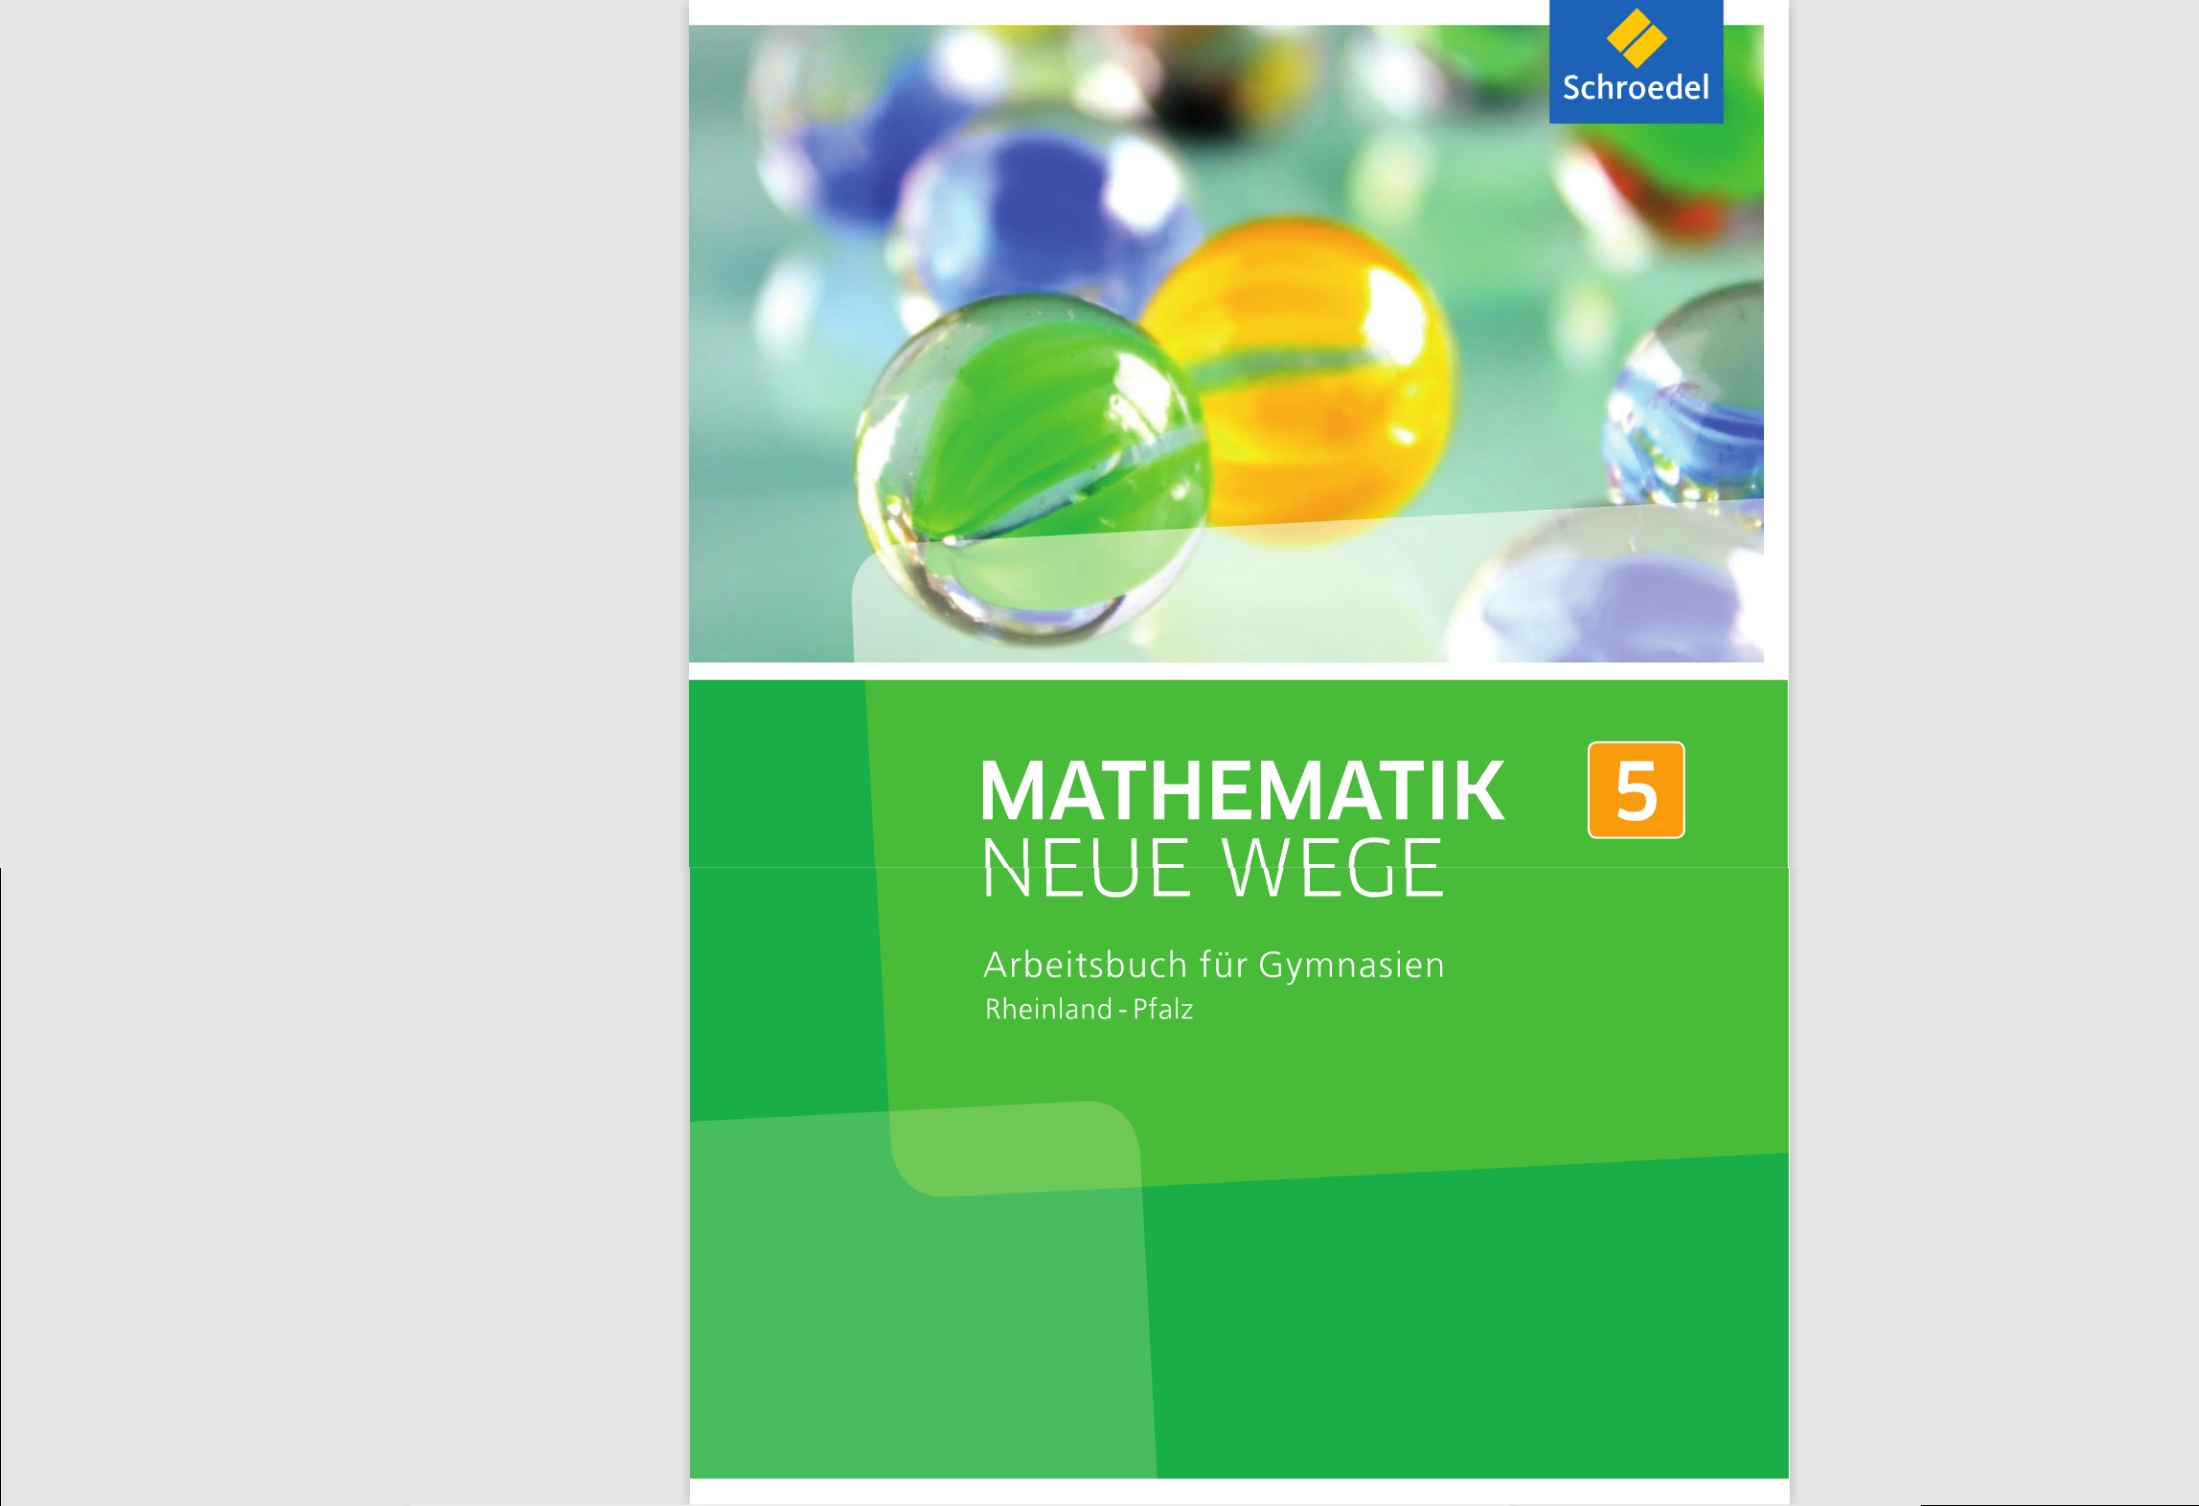 Schroedel
MATHEMATIK 5
NEUE WEGE
Arbeitsbuch für Gymnasien
Rheinland - Pfalz